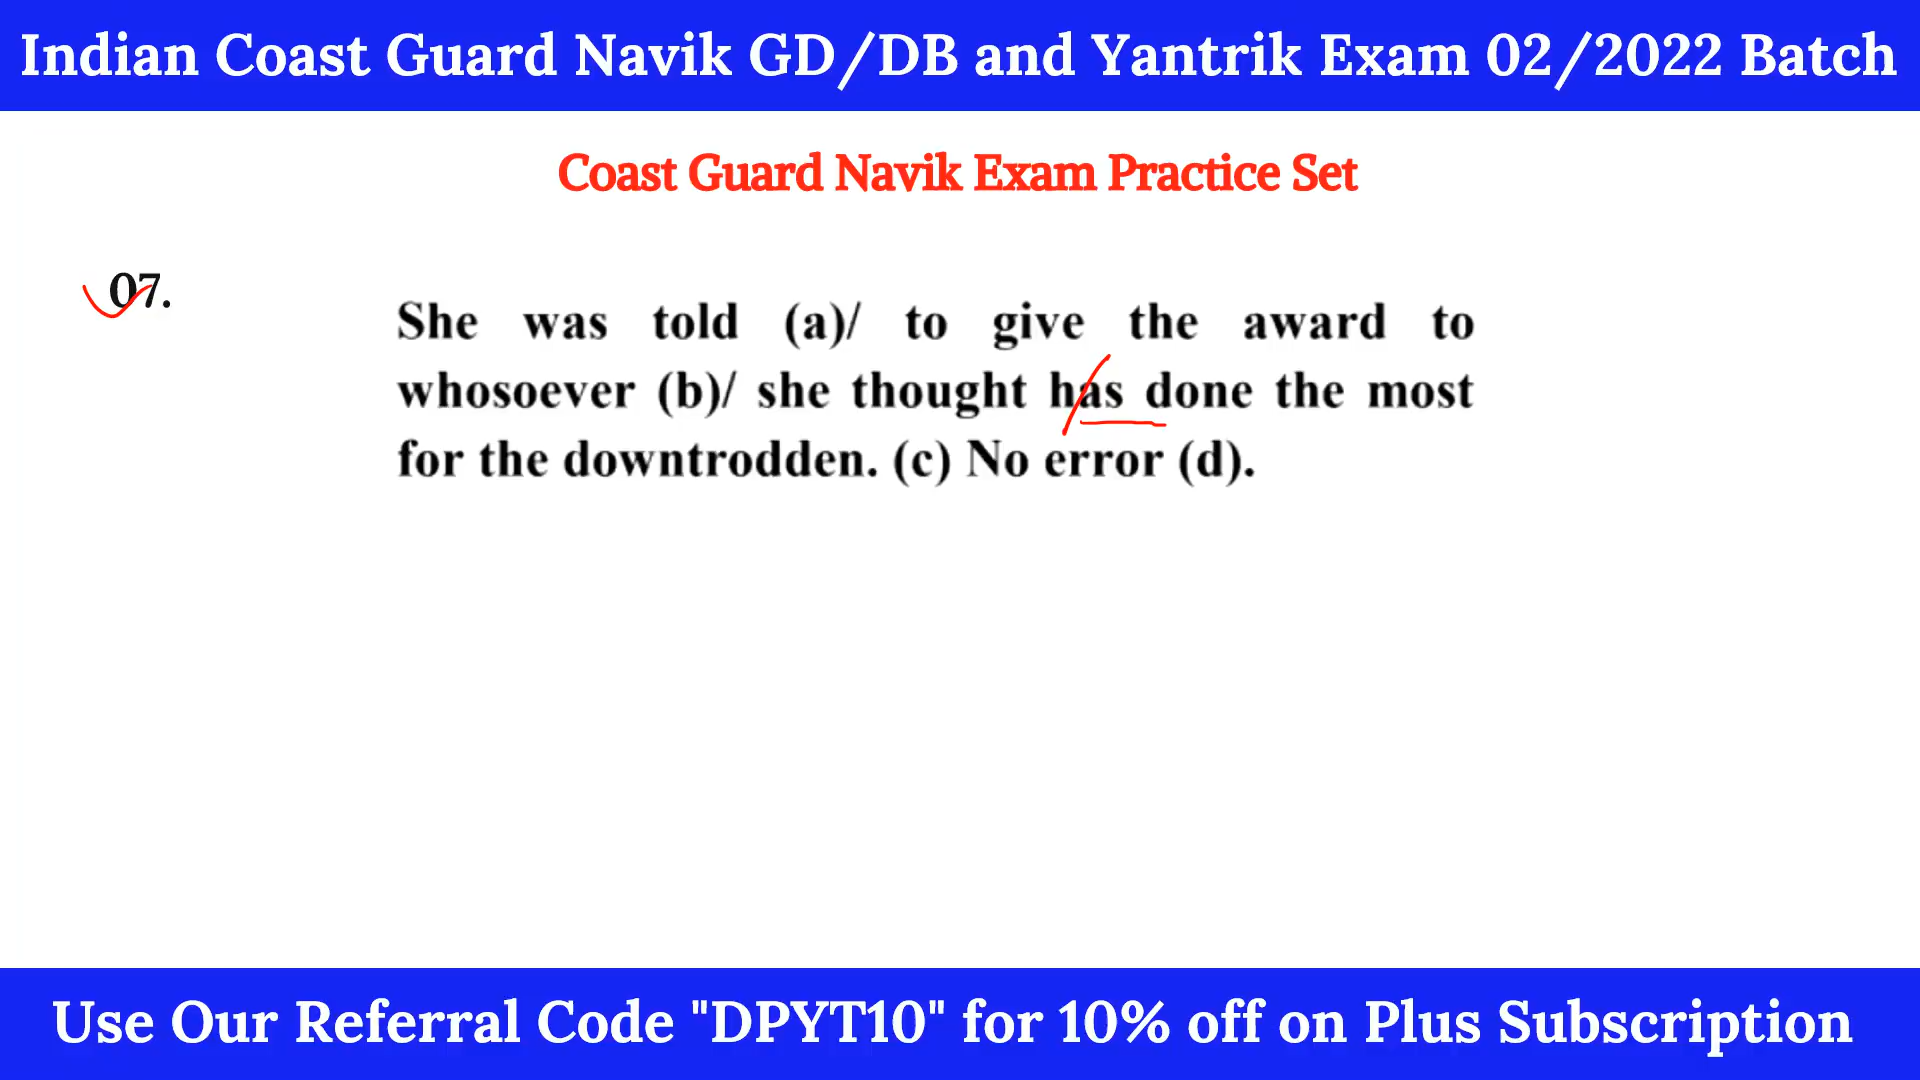 Indian Coast Guard Navik GD/DB and Yantrik Exam 02/2022 Batch
Coast Guard Navik Exam Practice Set
07.
She was told (a)/ to give the award to
whosoever (b)/ she thought has done the most
for the downtrodden. (c) No error (d).
Use Our Referral Code "DPYT10" for 10% off on Plus Subscription